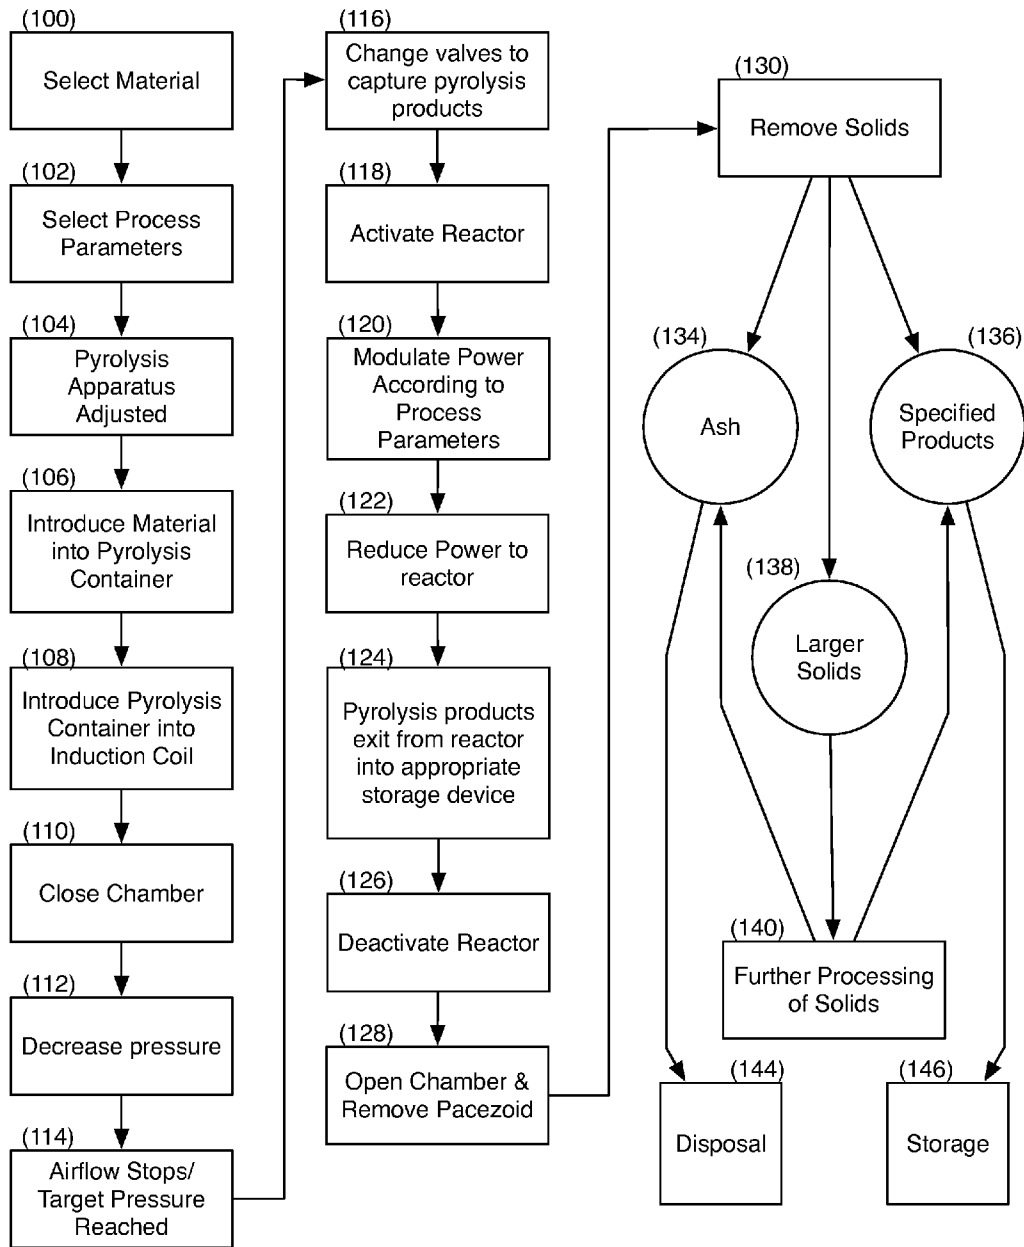 (100)
Select Material
(102)
Select Process
Parameters
(104)
Pyrolysis
Apparatus
Adjusted
(106)
Introduce Material
into Pyrolysis
Container
(108)
Introduce Pyrolysis
Container into
Induction Coil
(110)
Close Chamber
(112)
Decrease pressure
(114)
Airflow Stops/
Target Pressure
Reached
(116)
Change valves to
capture pyrolysis
products
(118)
Activate Reactor
(120)
Modulate Power
According to
Process
Parameters
(122)
Reduce Power to
reactor
(124)
Pyrolysis products
exit from reactor
into appropriate
storage device
(126)
Deactivate Reactor
(128)
Open Chamber &
Remove Pacezoid
(130)
Remove Solids
(134)
Ash
(136)
Specified
Products
(138)
Larger
Solids
(140)
Further Processing
of Solids
(144)
Disposal
(146)
Storage